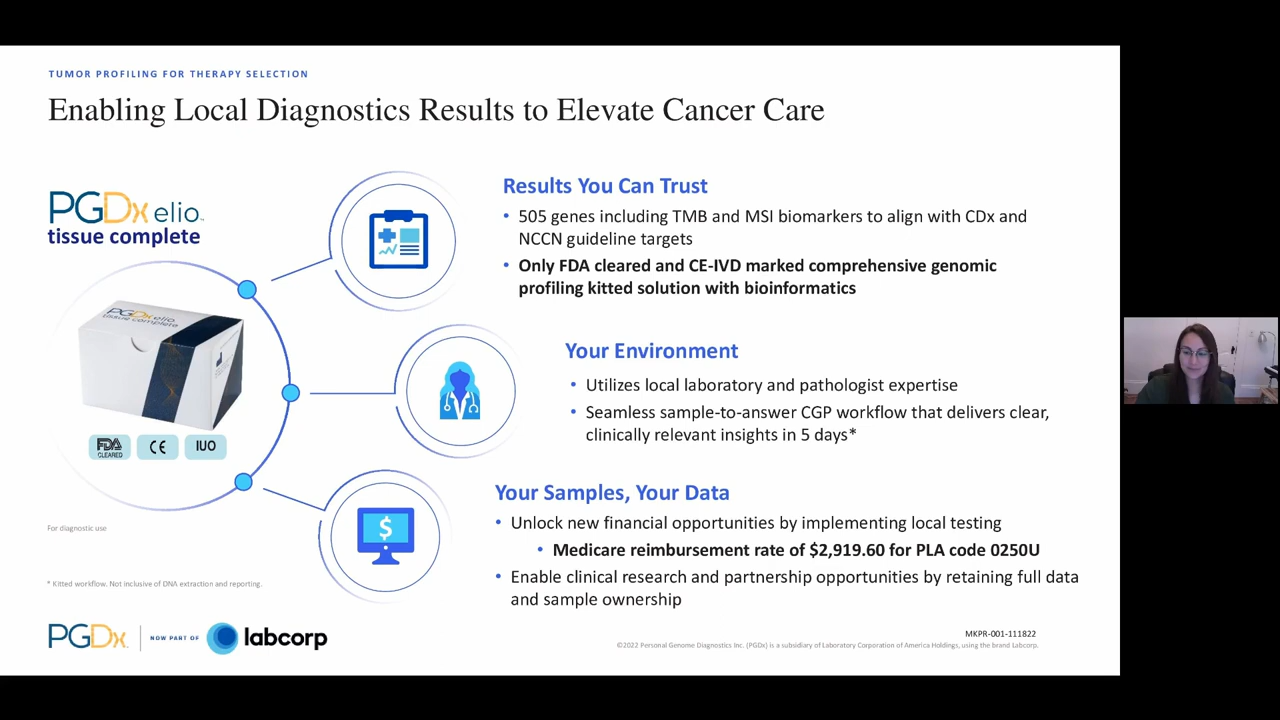 TUMOR PROFILING FOR THERAPY SELECTION
Enabling Local Diagnostics Results to Elevate Cancer Care
PGDx elio™
tissue complete
PGDx elio
tissue complete
FDA
CLEARED
CE
IUO
For diagnostic use
* Kitted workflow. Not inclusive of DNA extraction and reporting.
Results You Can Trust
• 505 genes including TMB and MSI biomarkers to align with CDx and
NCCN guideline targets
• Only FDA cleared and CE-IVD marked comprehensive genomic
profiling kitted solution with bioinformatics
Your Environment
• Utilizes local laboratory and pathologist expertise
• Seamless sample-to-answer CGP workflow that delivers clear,
clinically relevant insights in 5 days*
$
Your Samples, Your Data
• Unlock new financial opportunities by implementing local testing
• Medicare reimbursement rate of $2,919.60 for PLA code 0250U
• Enable clinical research and partnership opportunities by retaining full data
and sample ownership
PGDx. NOW PART OF labcorp
MKPR-001-111822
©2022 Personal Genome Diagnostics Inc. (PGDx) is a subsidiary of Laboratory Corporation of America Holdings, using the brand Labcorp.